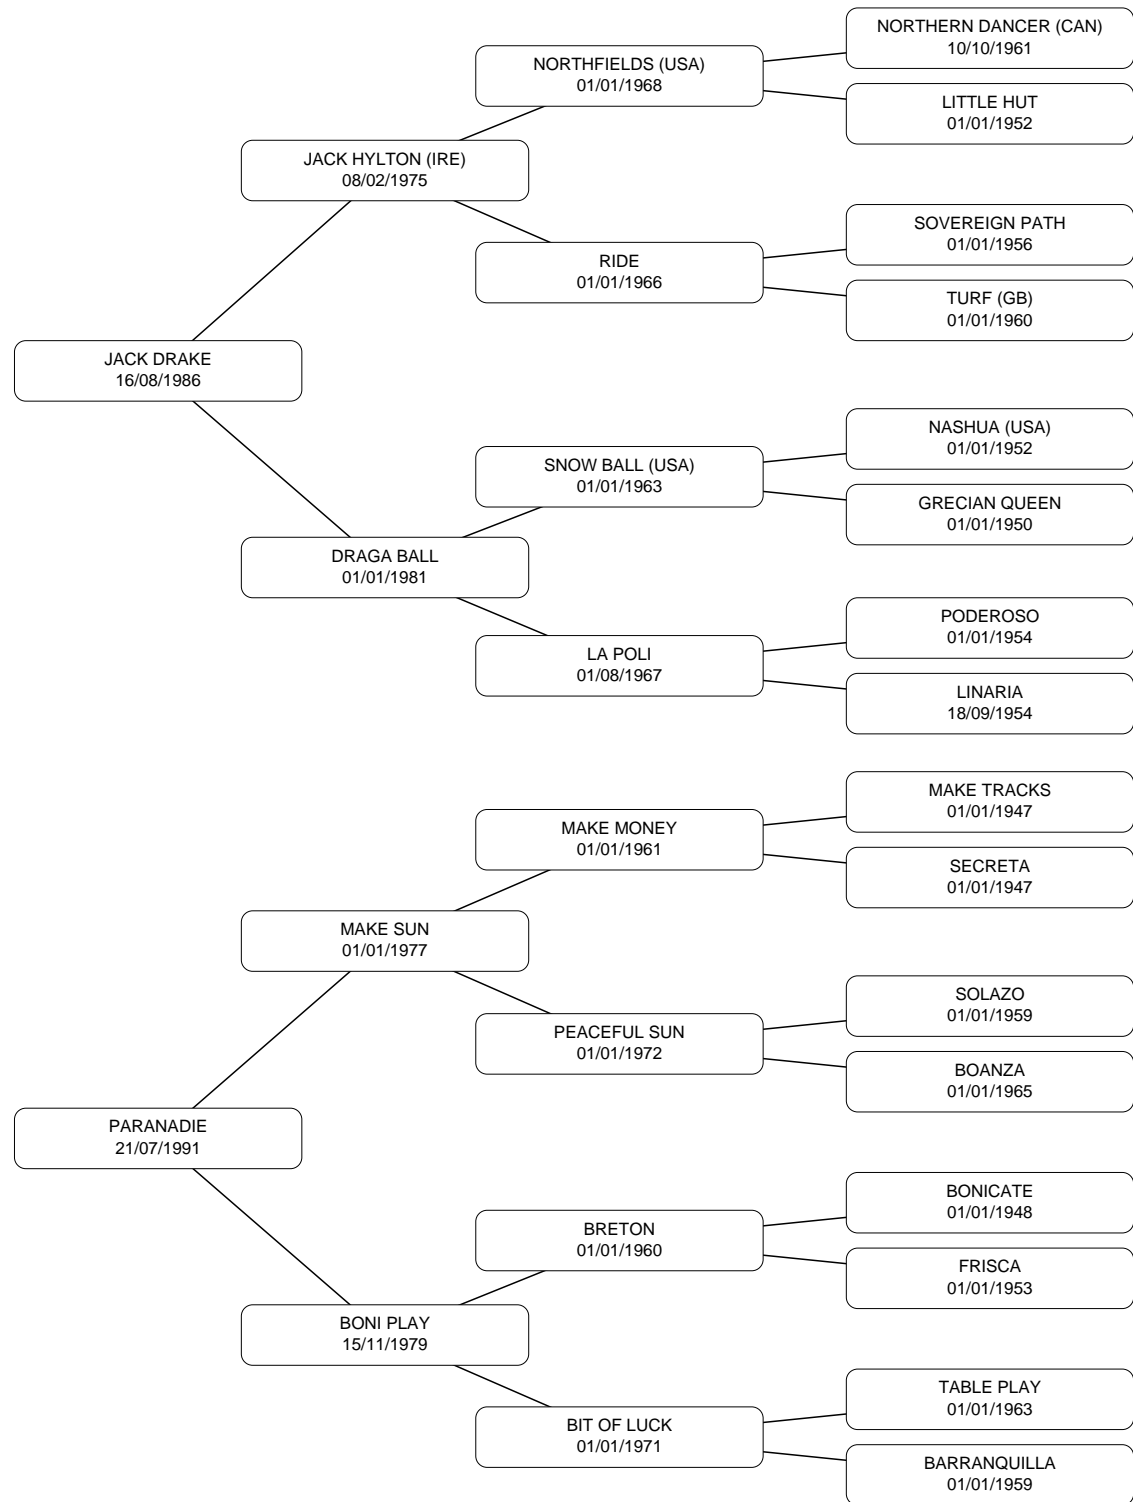 NORTHERN DANCER (CAN)
10/10/1961
NORTHFIELDS (USA)
01/01/1968
LITTLE HUT
01/01/1952
JACK HYLTON (IRE)
08/02/1975
SOVEREIGN PATH
01/01/1956
RIDE
01/01/1966
TURF (GB)
01/01/1960
JACK DRAKE
16/08/1986
NASHUA (USA)
01/01/1952
SNOW BALL (USA)
01/01/1963
GRECIAN QUEEN
01/01/1950
DRAGA BALL
01/01/1981
PODEROSO
01/01/1954
LA POLI
01/08/1967
LINARIA
18/09/1954
MAKE TRACKS
01/01/1947
MAKE MONEY
01/01/1961
SECRETA
01/01/1947
MAKE SUN
01/01/1977
SOLAZO
01/01/1959
PEACEFUL SUN
01/01/1972
BOANZA
01/01/1965
PARANADIE
21/07/1991
BONICATE
01/01/1948
BRETON
01/01/1960
FRISCA
01/01/1953
BONI PLAY
15/11/1979
TABLE PLAY
01/01/1963
BIT OF LUCK
01/01/1971
BARRANQUILLA
01/01/1959